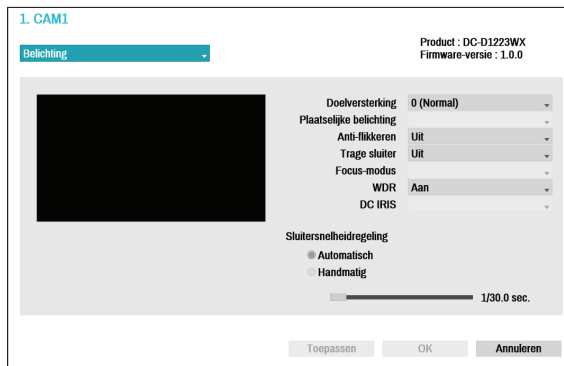 1. CAM1
Belichting
Product : DC-D1223WX
Firmware-versie : 1.0.0
Doelversterking 0 (Normal)
Plaatselijke belichting
Anti-flikkeren Uit
Trage sluiter Uit
Focus-modus
WDR Aan
DC IRIS
Sluitersnelheidregeling
Automatisch
Handmatig
1/30.0 sec.
Toepassen OK Annuleren